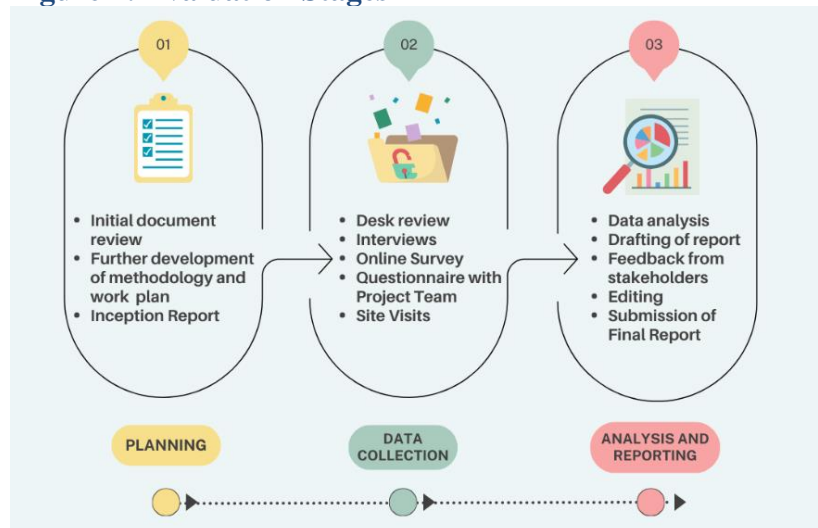 01
• Initial document
review
• Further development
of methodology and
work plan
• Inception Report
PLANNING
02
• Desk review
• Interviews
• Online Survey
• Questionnaire with
Project Team
• Site Visits
DATA
COLLECTION
03
• Data analysis
• Drafting of report
• Feedback from
stakeholders
• Editing
• Submission of
Final Report
ANALYSIS AND
REPORTING